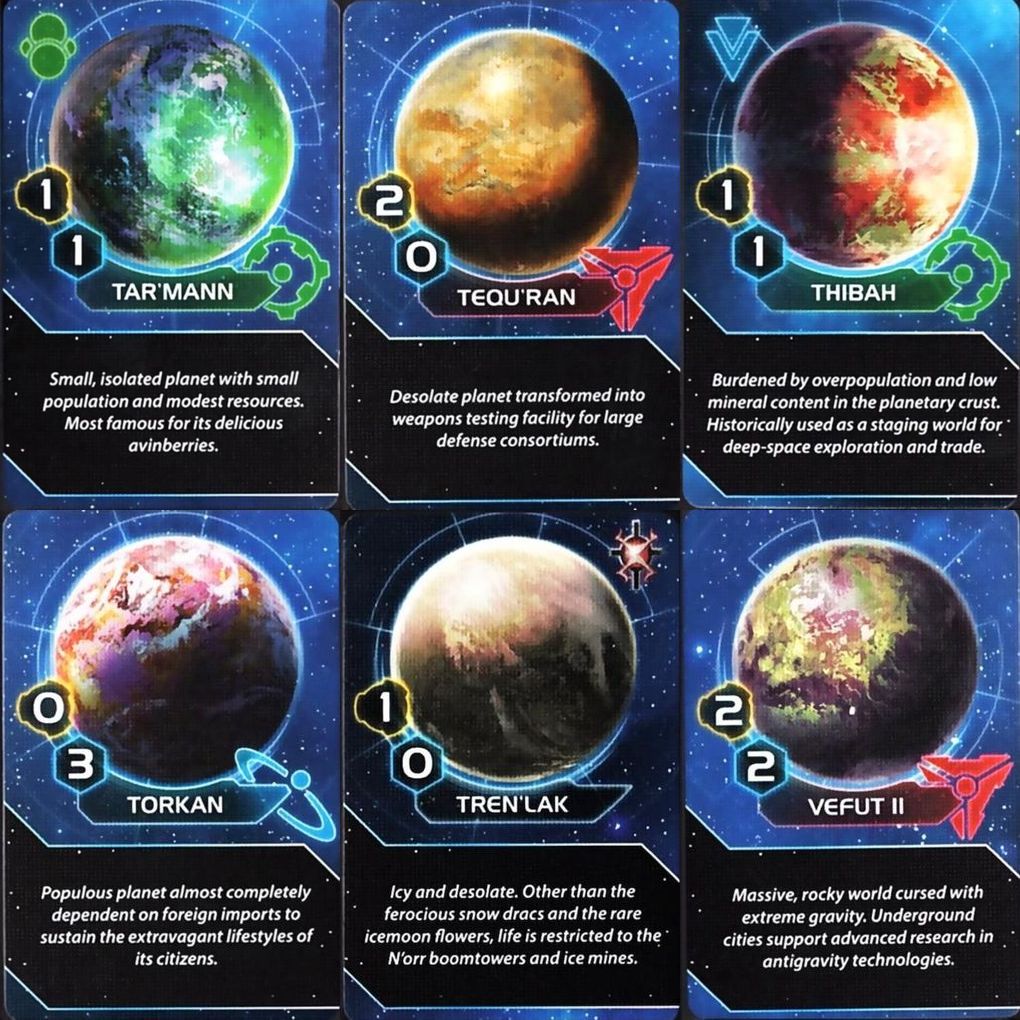 1
1
TAR'MANN
Small, isolated planet with small
population and modest resources.
Most famous for its delicious
avinberries.
2
0
TEQU'RAN
Desolate planet transformed into
weapons testing facility for large
defense consortiums.
1
1
THIBAH
Burdened by overpopulation and low
mineral content in the planetary crust.
Historically used as a staging world for
deep-space exploration and trade.
0
3
TORKAN
Populous planet almost completely
dependent on foreign imports to
sustain the extravagant lifestyles of
its citizens.
1
0
TREN'LAK
Icy and desolate. Other than the
ferocious snow dracs and the rare
icemoon flowers, life is restricted to the
N'orr boomtowers and ice mines.
2
2
VEFUT II
Massive, rocky world cursed with
extreme gravity. Underground
cities support advanced research in
antigravity technologies.